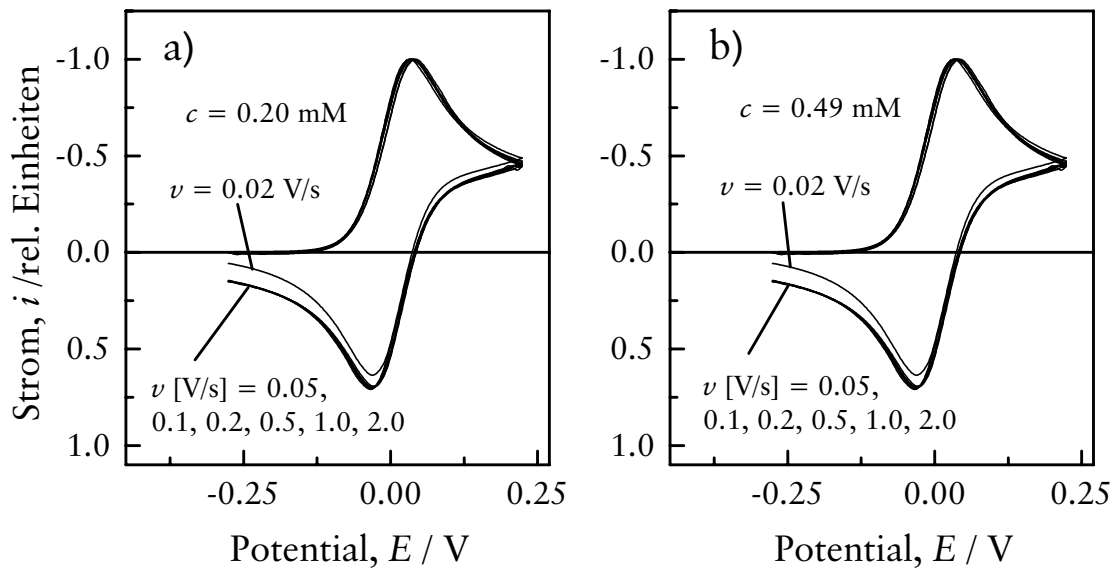 a)
c = 0.20 mM
ν = 0.02 V/s
ν [V/s] = 0.05,
0.1, 0.2, 0.5, 1.0, 2.0
-1.0
-0.5
0.0
0.5
1.0
Strom, i /rel. Einheiten
-0.25
0.00
0.25
Potential, E / V
b)
c = 0.49 mM
ν = 0.02 V/s
ν [V/s] = 0.05,
0.1, 0.2, 0.5, 1.0, 2.0
-1.0
-0.5
0.0
0.5
1.0
-0.25
0.00
0.25
Potential, E / V